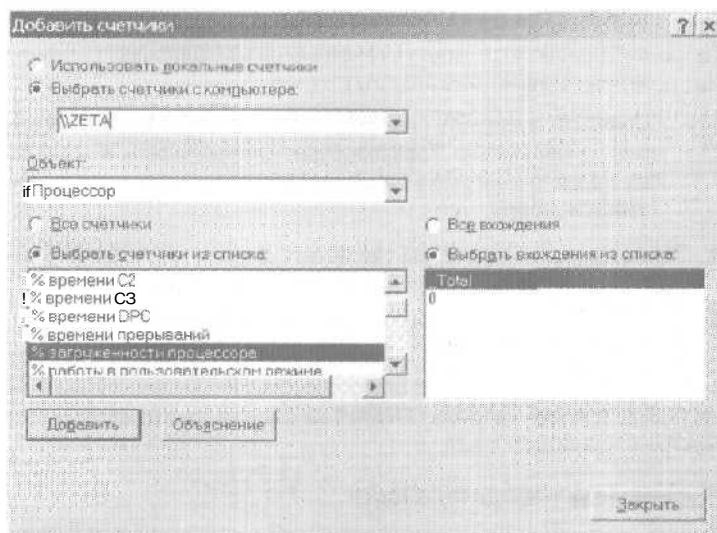 Добавить счетчики
? ×
Использовать локальные счетчики
Выбрать счетчики с компьютера:
\\ZETA
Объект:
if Процессор
Все счетчики
Все вхождения
Выбрать счетчики из списка:
Выбрать вхождения из списка:
% времени C2
! % времени C3
% времени DPC
% времени прерываний
% загруженности процессора
% работы в пользовательском режиме
_Total
0
Добавить
Объяснение
Закрыть